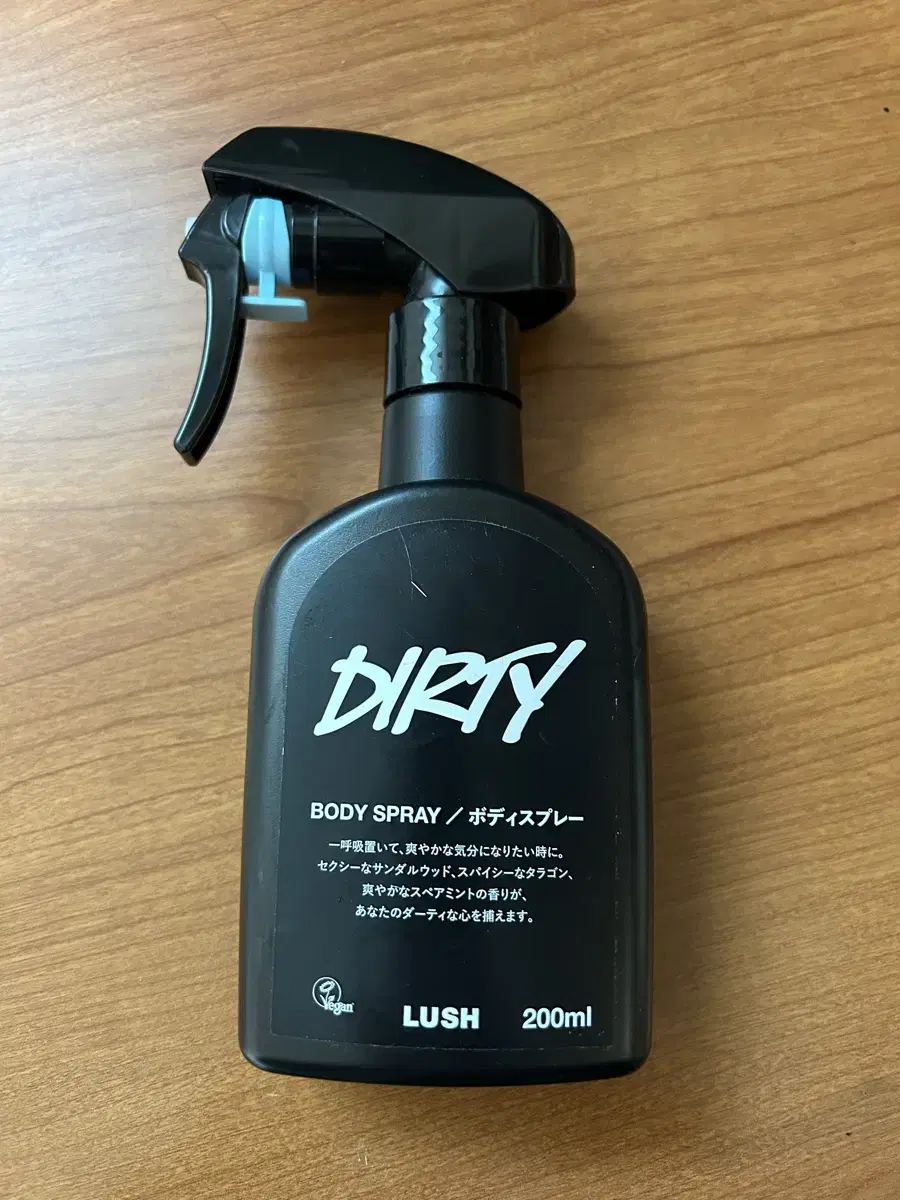 DIRTY
BODY SPRAY / ボディスプレー
一呼吸置いて、爽やかな気分になりたい時に。
セクシーなサンダルウッド、スパイシーなタラゴン、
爽やかなスペアミントの香りが、
あなたのダーティな心を捕えます。
Vegan
LUSH
200ml